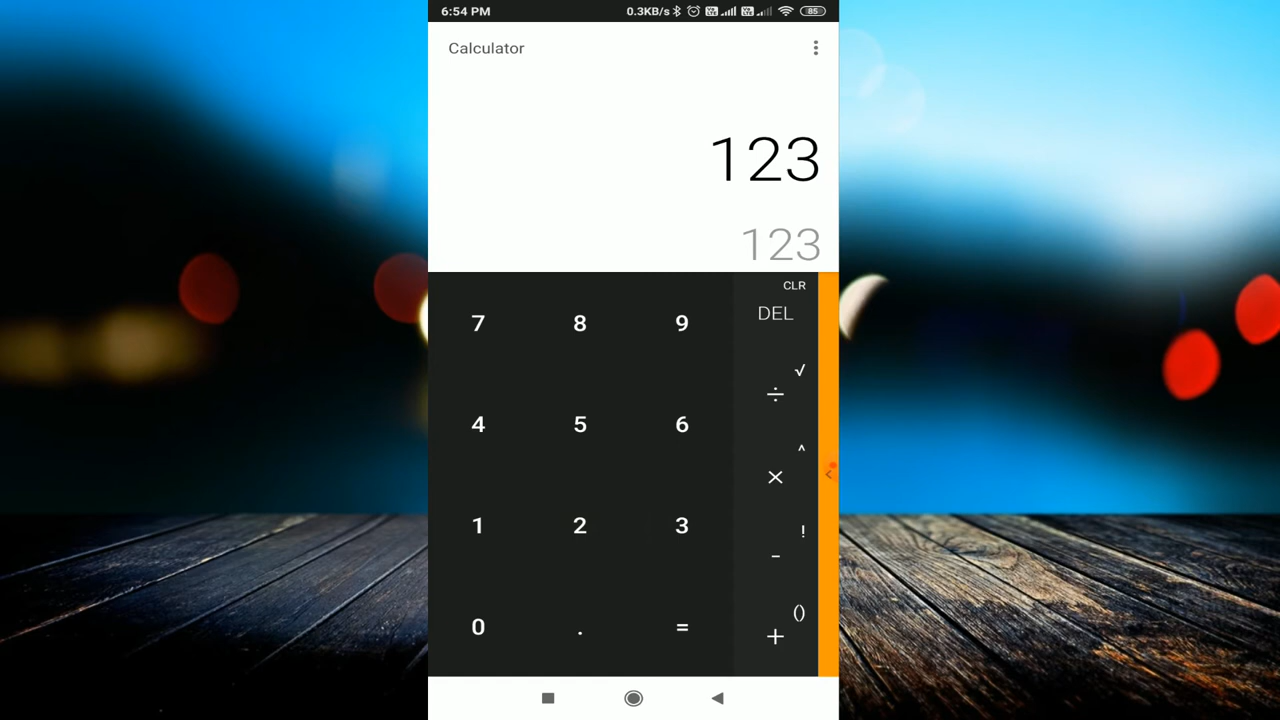 6:54 PM 0.3KB/s 85
Calculator
123
123
CLR
7 8 9 DEL
√
÷
4 5 6
^
×
1 2 3
!
-
()
0 . = +